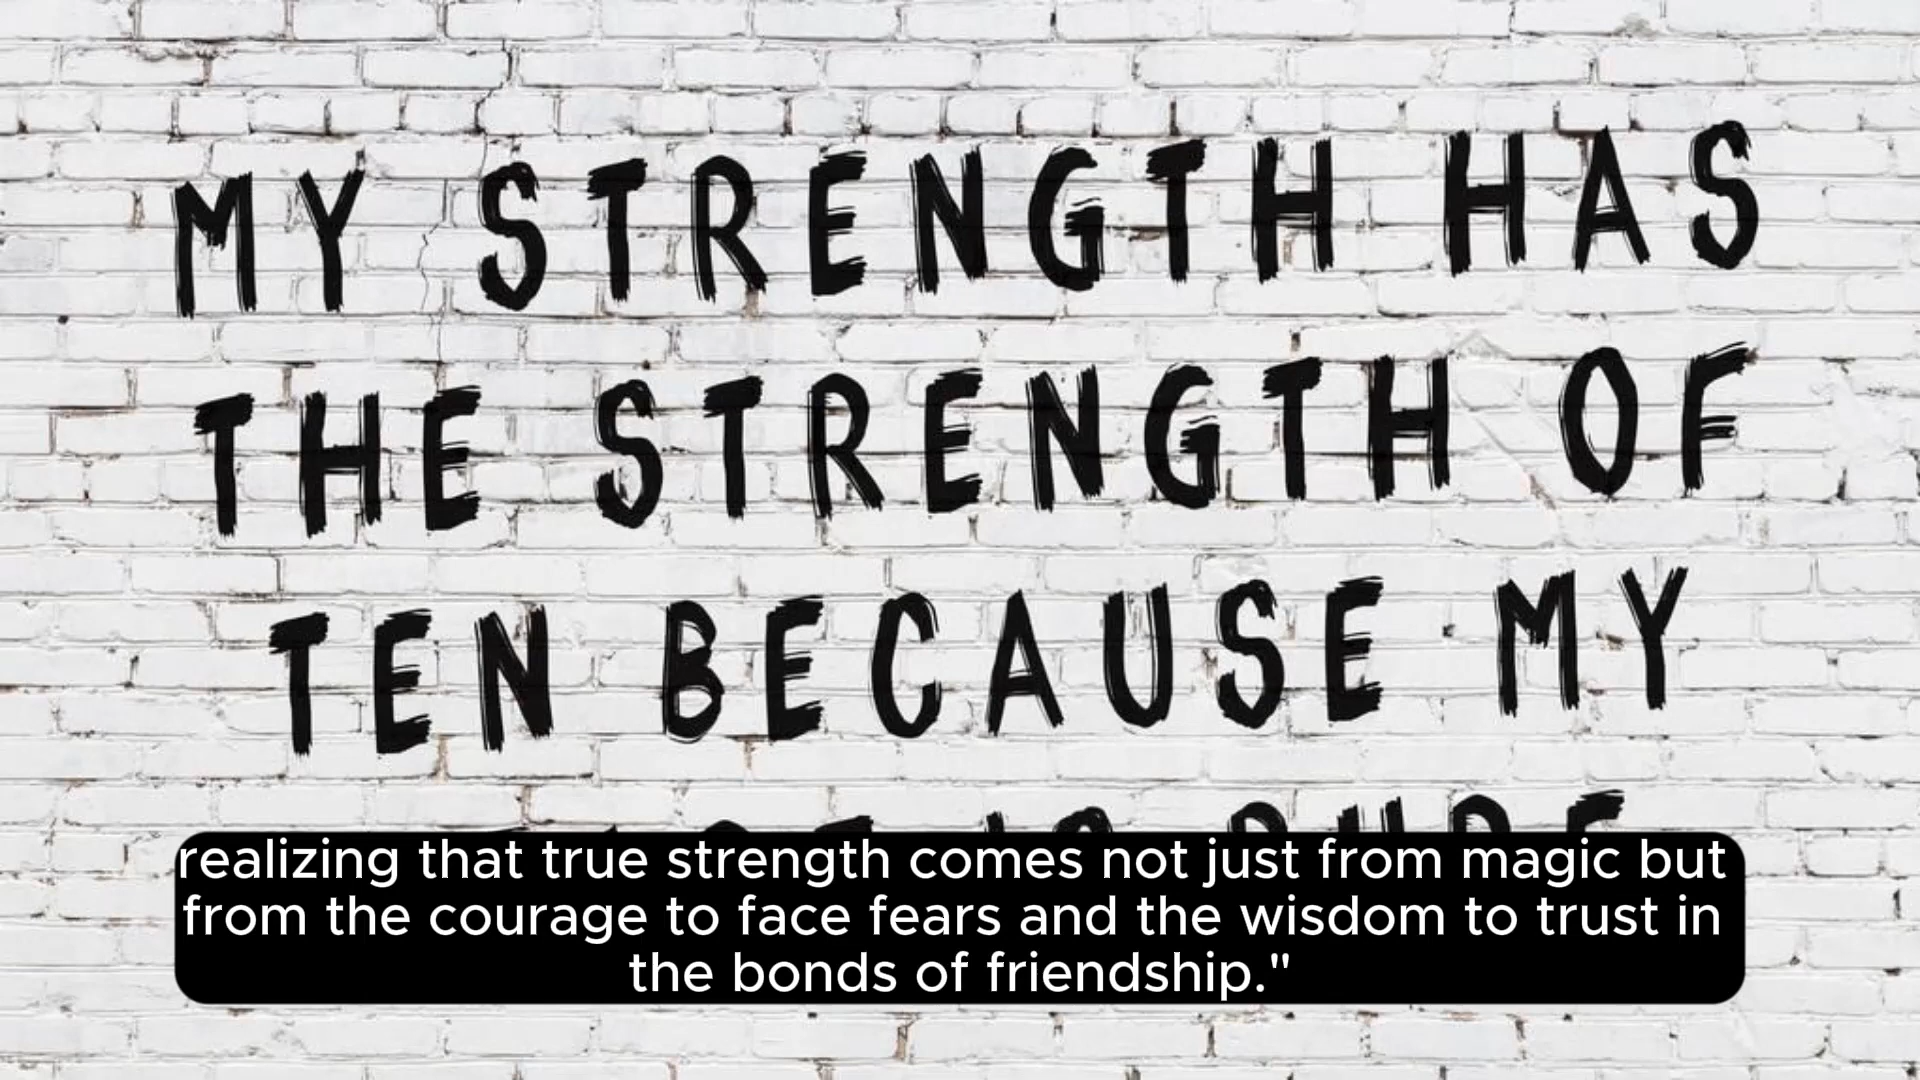 MY STRENGTH HAS
THE STRENGTH OF
TEN BECAUSE MY
realizing that true strength comes not just from magic but
from the courage to face fears and the wisdom to trust in
the bonds of friendship."